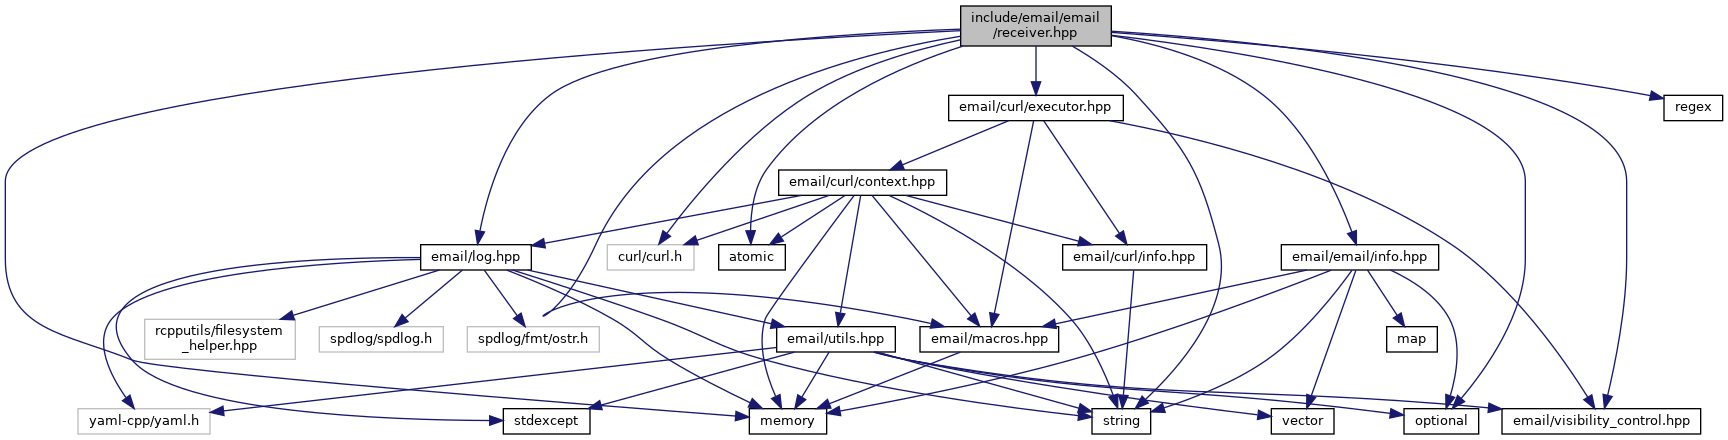 include/email/email
/receiver.hpp
email/curl/executor.hpp
regex
email/curl/context.hpp
email/log.hpp
curl/curl.h
atomic
email/curl/info.hpp
email/email/info.hpp
rcpputils/filesystem
_helper.hpp
spdlog/spdlog.h
spdlog/fmt/ostr.h
email/utils.hpp
email/macros.hpp
map
yaml-cpp/yaml.h
stdexcept
memory
string
vector
optional
email/visibility_control.hpp